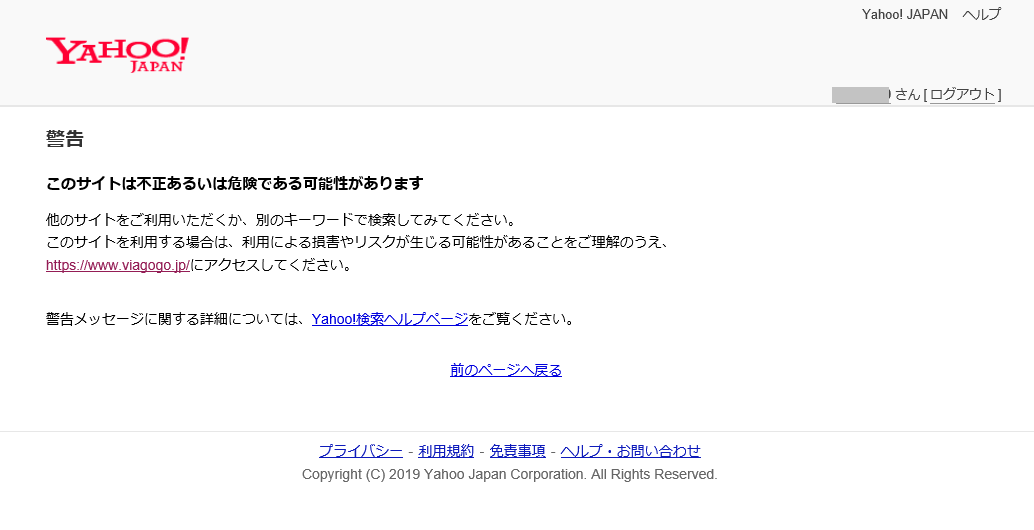 Yahoo! JAPAN ヘルプ
YAHOO!
JAPAN
さん [ ログアウト ]
警告
このサイトは不正あるいは危険である可能性があります
他のサイトをご利用いただくか、別のキーワードで検索してみてください。
このサイトを利用する場合は、利用による損害やリスクが生じる可能性があることをご理解のうえ、
https://www.viagogo.jp/にアクセスしてください。
警告メッセージに関する詳細については、Yahoo!検索ヘルプページをご覧ください。
前のページへ戻る
プライバシー - 利用規約 - 免責事項 - ヘルプ・お問い合わせ
Copyright (C) 2019 Yahoo Japan Corporation. All Rights Reserved.